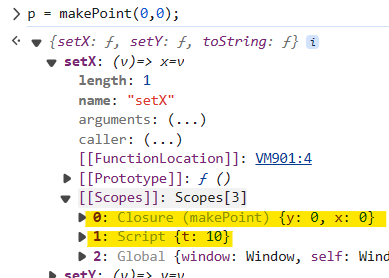 > p = makePoint(0,0);
<· ▼ {setX: ƒ, setY: ƒ, toString: ƒ} i
▼ setX: (v)=> x=v
length: 1
name: "setX"
arguments: (...)
caller: (...)
[[FunctionLocation]]: VM901:4
▶ [[Prototype]]: ƒ ()
▼ [[Scopes]]: Scopes[3]
▶ 0: Closure (makePoint) {y: 0, x: 0}
▶ 1: Script {t: 10}
▶ 2: Global {window: Window, self: Win
▼ setY: (v)=> y=v